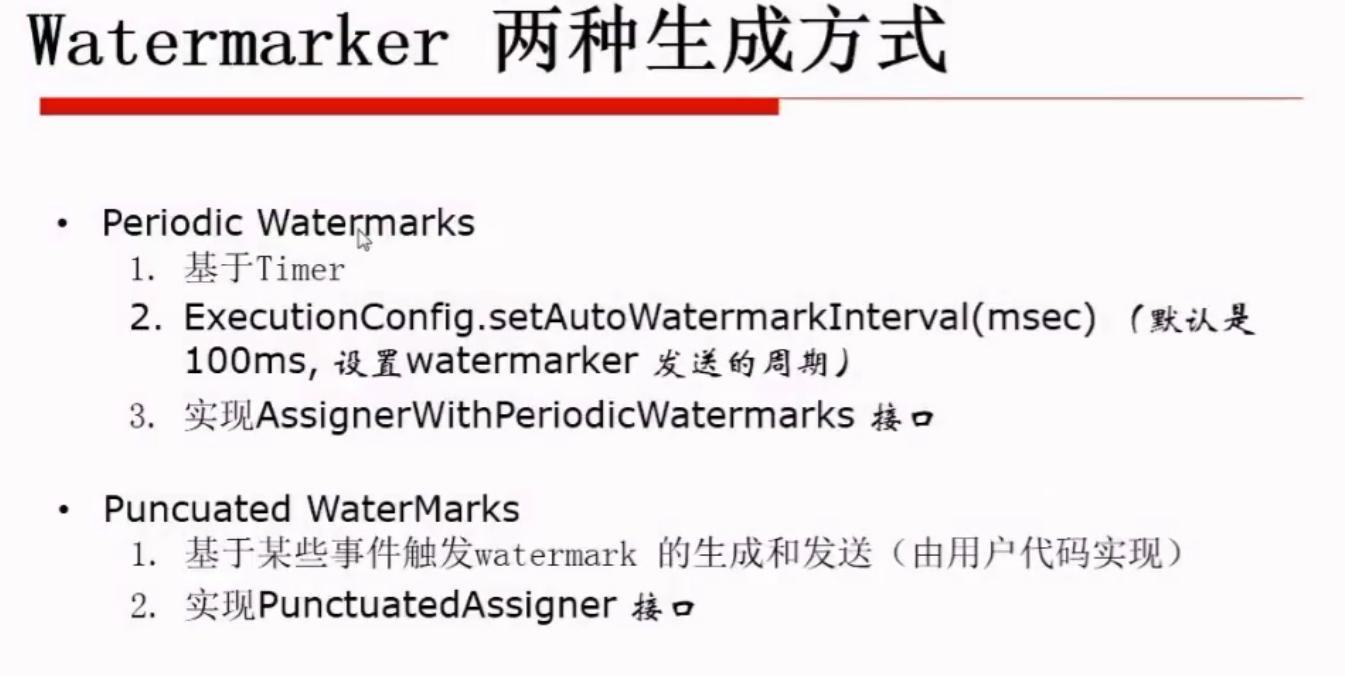 Watermarker 两种生成方式
• Periodic Watermarks
1. 基于Timer
2. ExecutionConfig.setAutoWatermarkInterval(msec) （默认是
100ms, 设置watermarker 发送的周期）
3. 实现AssignerWithPeriodicWatermarks 接口
• Puncuated WaterMarks
1. 基于某些事件触发watermark 的生成和发送（由用户代码实现）
2. 实现PunctuatedAssigner 接口